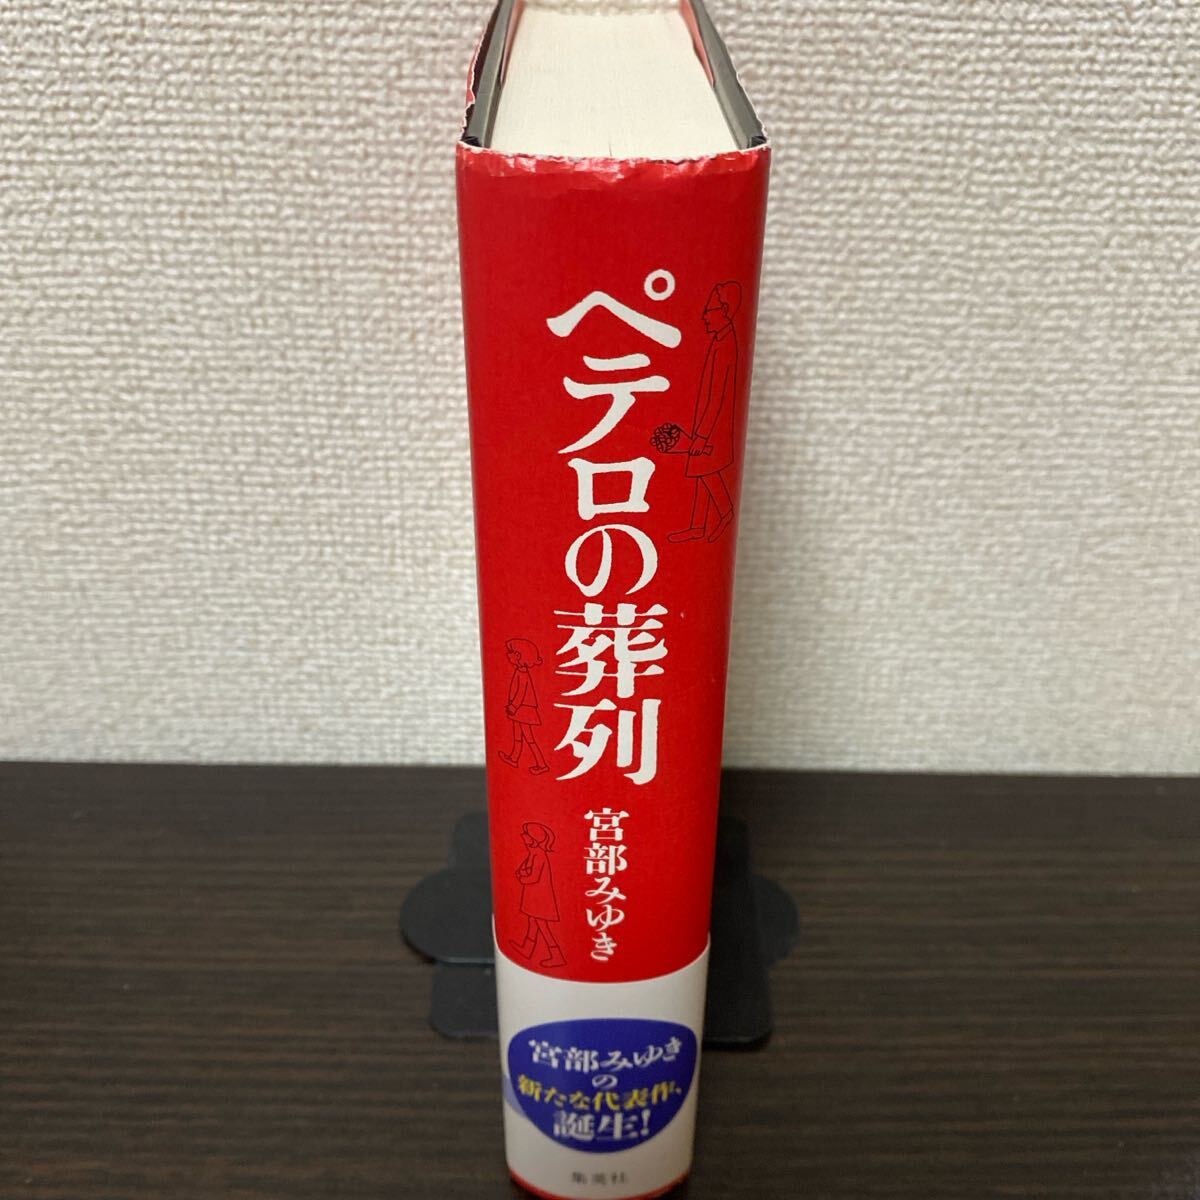 ペテロの葬列
宮部みゆき
宮部みゆき
の
新たな代表作、
誕生!
集英社